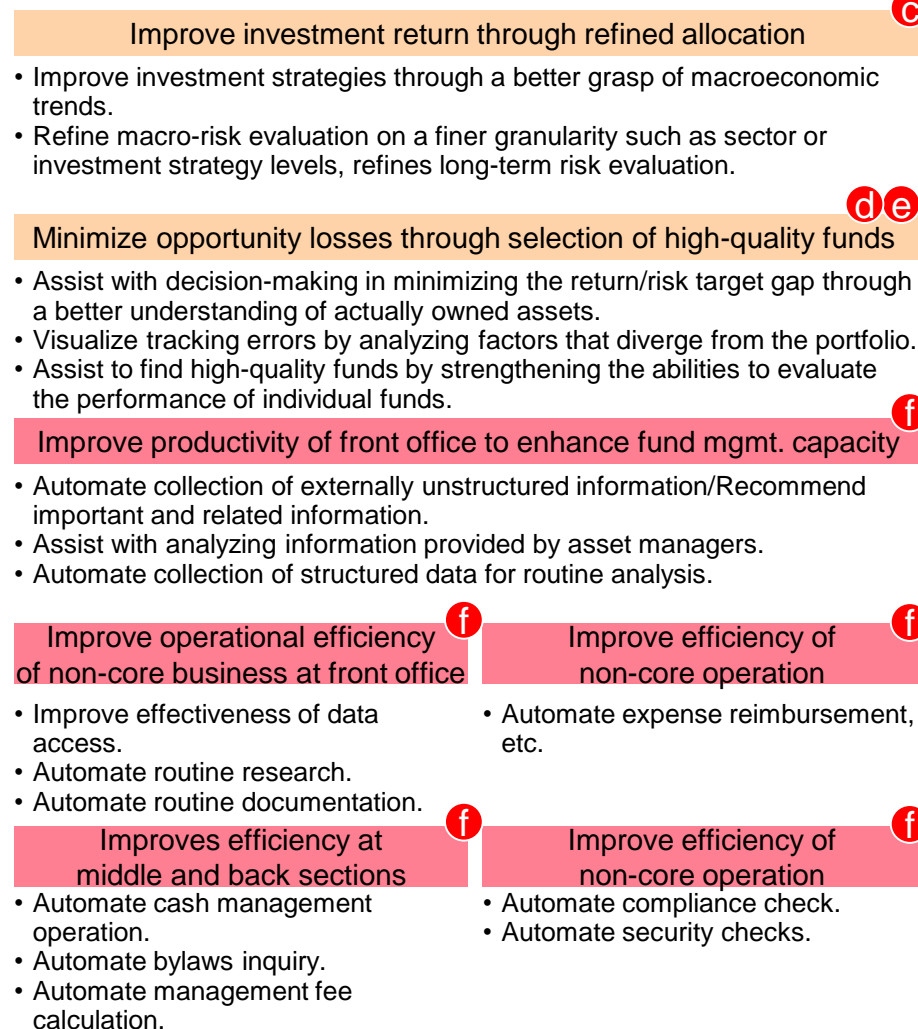 c
Improve investment return through refined allocation
• Improve investment strategies through a better grasp of macroeconomic
trends.
• Refine macro-risk evaluation on a finer granularity such as sector or
investment strategy levels, refines long-term risk evaluation.
d e
Minimize opportunity losses through selection of high-quality funds
• Assist with decision-making in minimizing the return/risk target gap through
a better understanding of actually owned assets.
• Visualize tracking errors by analyzing factors that diverge from the portfolio.
• Assist to find high-quality funds by strengthening the abilities to evaluate
the performance of individual funds.
f
Improve productivity of front office to enhance fund mgmt. capacity
• Automate collection of externally unstructured information/Recommend
important and related information.
• Assist with analyzing information provided by asset managers.
• Automate collection of structured data for routine analysis.
f
Improve operational efficiency
of non-core business at front office
• Improve effectiveness of data
access.
• Automate routine research.
• Automate routine documentation.
f
Improve efficiency of
non-core operation
• Automate expense reimbursement,
etc.
f
Improves efficiency at
middle and back sections
• Automate cash management
operation.
• Automate bylaws inquiry.
• Automate management fee
calculation.
f
Improve efficiency of
non-core operation
• Automate compliance check.
• Automate security checks.